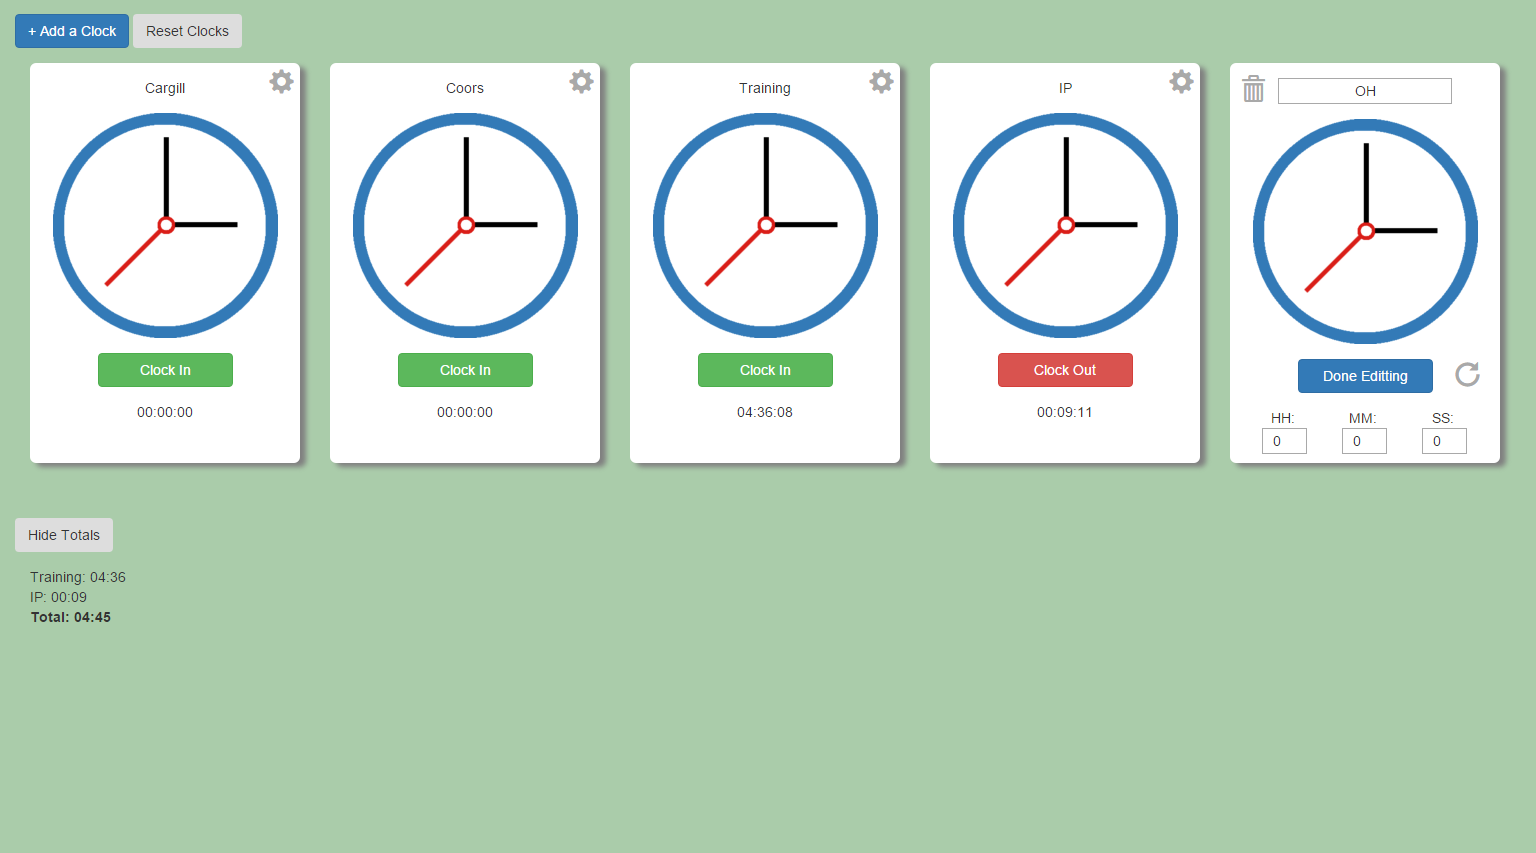 + Add a Clock Reset Clocks
Cargill
Clock In
00:00:00
Coors
Clock In
00:00:00
Training
Clock In
04:36:08
IP
Clock Out
00:09:11
OH
Done Editting
HH: MM: SS:
0 0 0
Hide Totals
Training: 04:36
IP: 00:09
Total: 04:45